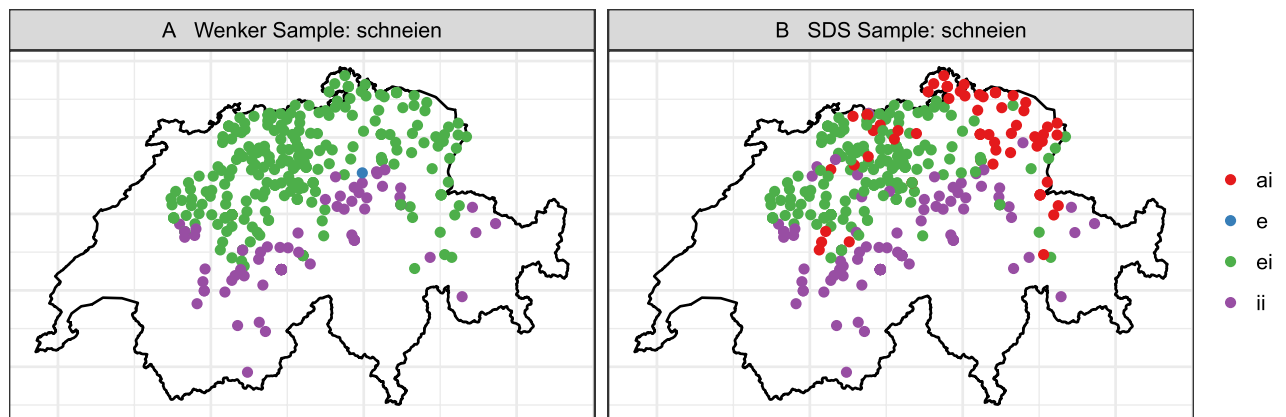 A Wenker Sample: schneien
B SDS Sample: schneien
ai
e
ei
ii